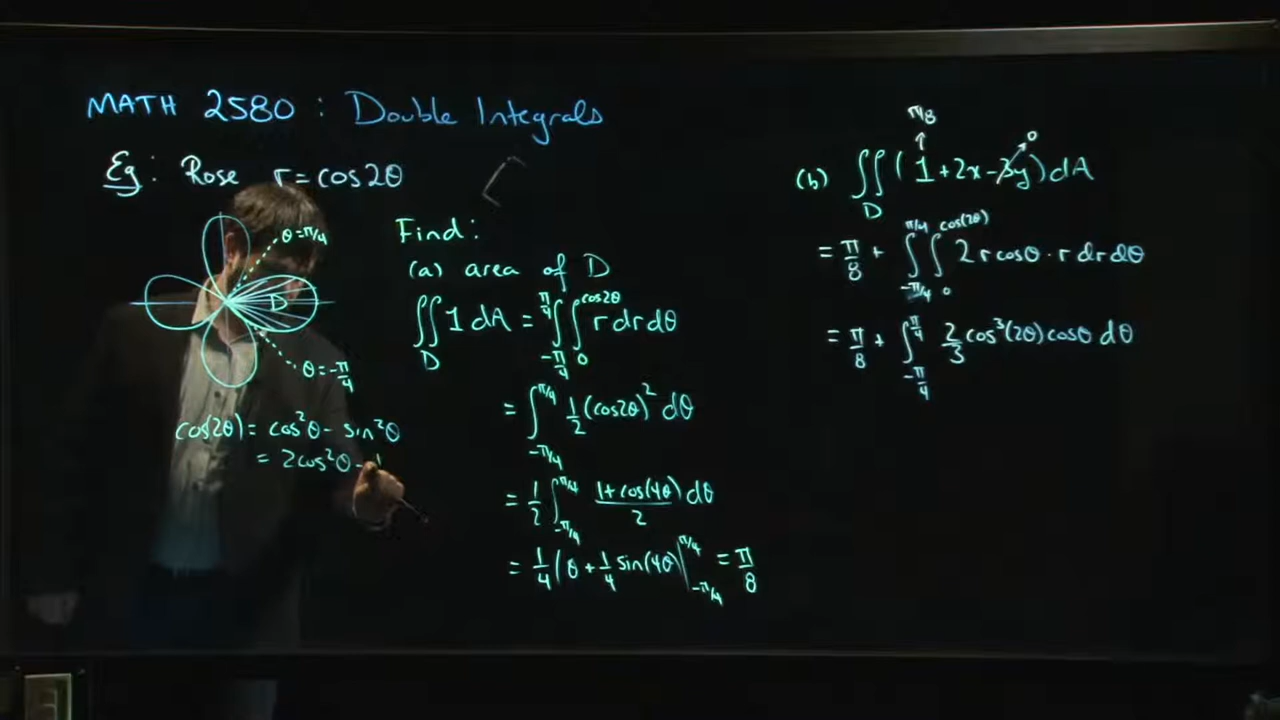 MATH 2580 : Double Integrals
Eg: Rose r=cos2θ
θ=π/4
D
θ=-π/4
cos(2θ) = cos²θ - sin²θ
= 2cos²θ - 1
Find:
(a) area of D
∬_D 1 dA = ∫_{-π/4}^{π/4} ∫_0^{cos2θ} r dr dθ
= ∫_{-π/4}^{π/4} 1/2 (cos2θ)² dθ
= 1/2 ∫_{-π/4}^{π/4} (1+cos(4θ))/2 dθ
= 1/4 (θ + 1/4 sin(4θ)|_{-π/4}^{π/4} = π/8
π/8
0
(b) ∬_D (1+2x-3y) dA
= π/8 + ∫_{-π/4}^{π/4} ∫_0^{cos(2θ)} 2 r cosθ · r dr dθ
= π/8 + ∫_{-π/4}^{π/4} 2/3 cos³(2θ) cosθ dθ